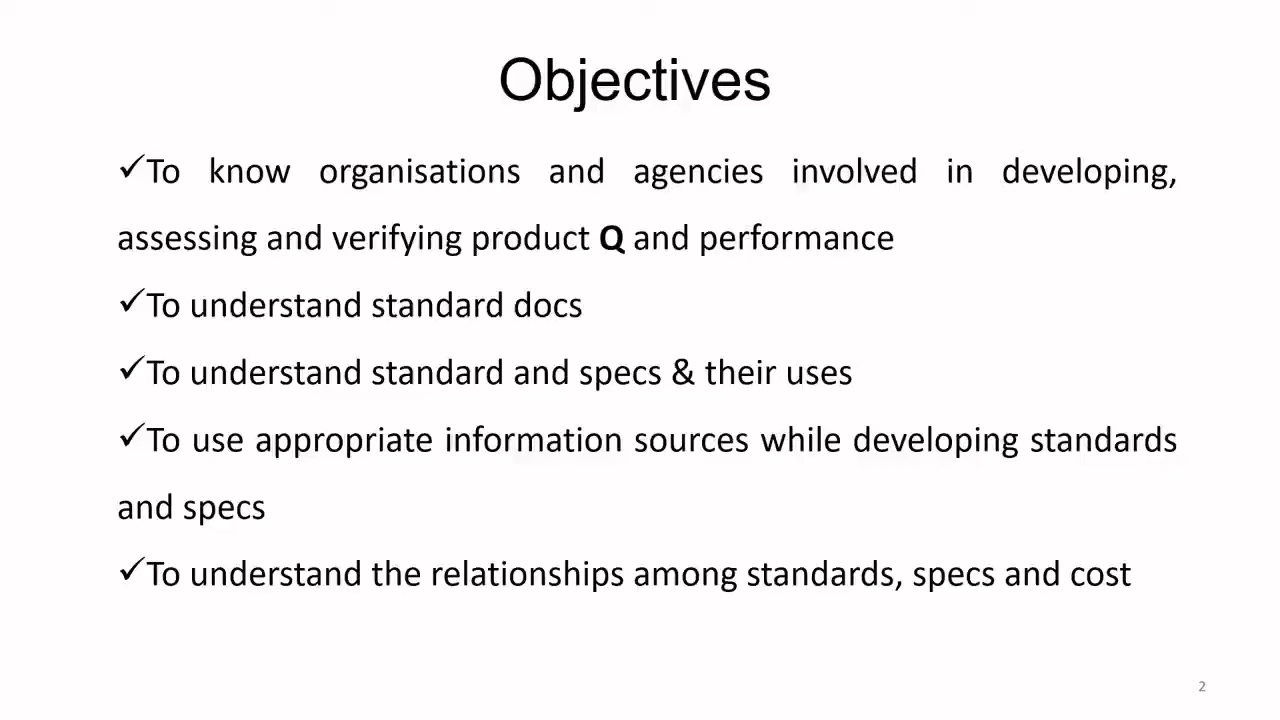 Objectives
✓To know organisations and agencies involved in developing,
assessing and verifying product Q and performance
✓To understand standard docs
✓To understand standard and specs & their uses
✓To use appropriate information sources while developing standards
and specs
✓To understand the relationships among standards, specs and cost
2